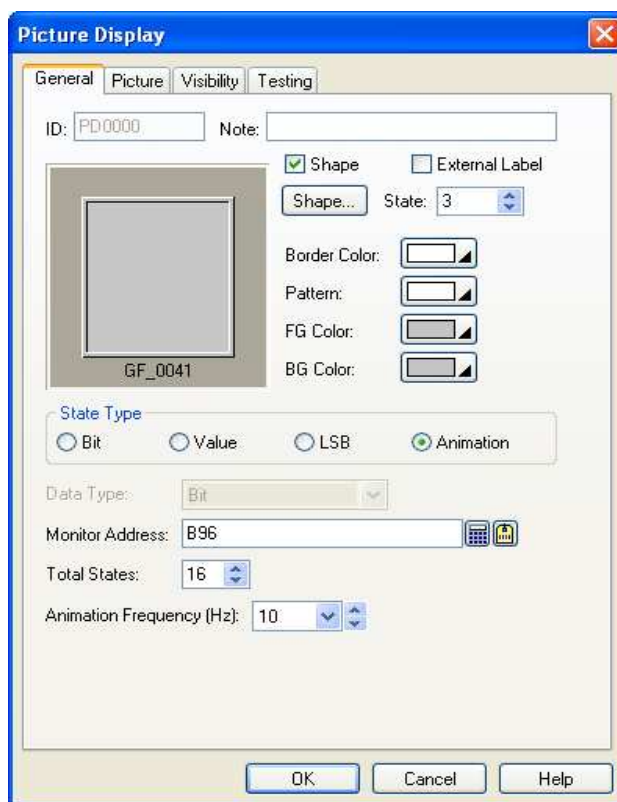 Picture Display
General Picture Visibility Testing
ID: PD0000 Note:
Shape External Label
Shape... State: 3
Border Color:
Pattern:
FG Color:
BG Color:
GF_0041
State Type
Bit Value LSB Animation
Data Type: Bit
Monitor Address: B96
Total States: 16
Animation Frequency (Hz): 10
OK Cancel Help